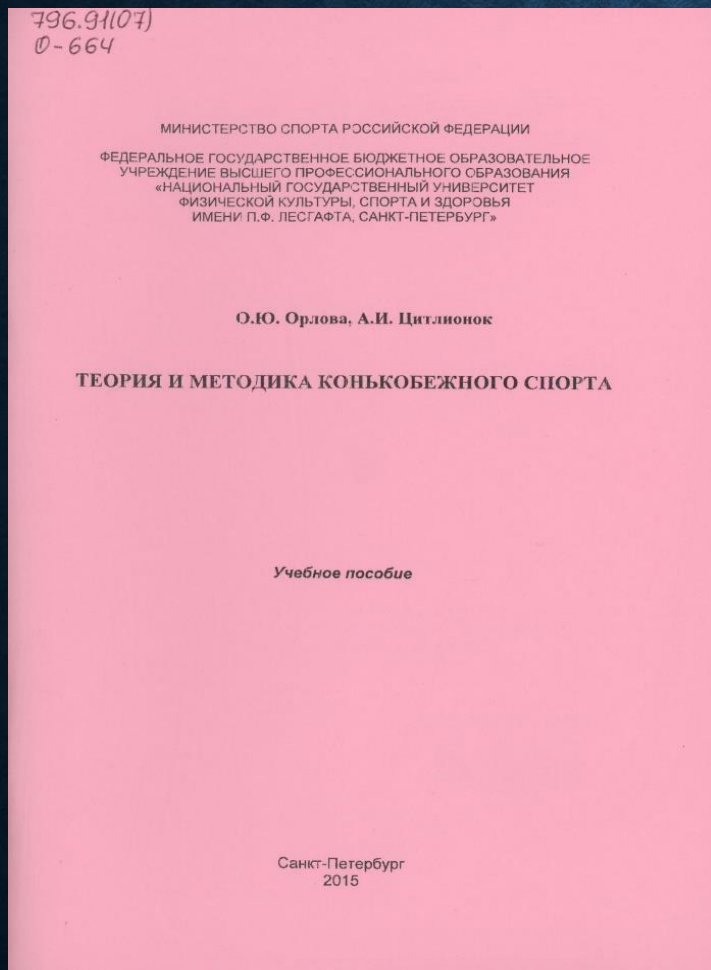 796.91(07)
О-664
МИНИСТЕРСТВО СПОРТА РОССИЙСКОЙ ФЕДЕРАЦИИ
ФЕДЕРАЛЬНОЕ ГОСУДАРСТВЕННОЕ БЮДЖЕТНОЕ ОБРАЗОВАТЕЛЬНОЕ
УЧРЕЖДЕНИЕ ВЫСШЕГО ПРОФЕССИОНАЛЬНОГО ОБРАЗОВАНИЯ
«НАЦИОНАЛЬНЫЙ ГОСУДАРСТВЕННЫЙ УНИВЕРСИТЕТ
ФИЗИЧЕСКОЙ КУЛЬТУРЫ, СПОРТА И ЗДОРОВЬЯ
ИМЕНИ П.Ф. ЛЕСГАФТА, САНКТ-ПЕТЕРБУРГ»
О.Ю. Орлова, А.И. Цитлионок
ТЕОРИЯ И МЕТОДИКА КОНЬКОБЕЖНОГО СПОРТА
Учебное пособие
Санкт-Петербург
2015